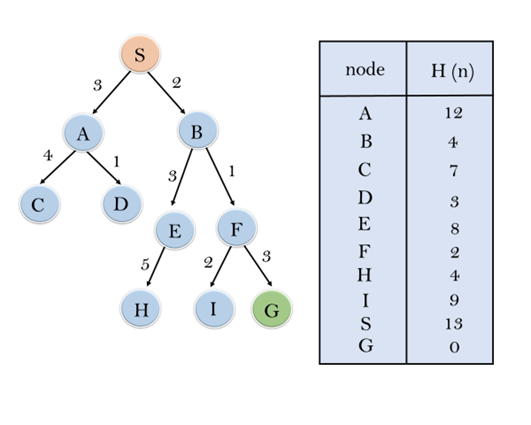 S
3
2
A
B
4
1
3
1
C
D
E
F
5
2
3
H
I
G
node H (n)
A 12
B 4
C 7
D 3
E 8
F 2
H 4
I 9
S 13
G 0